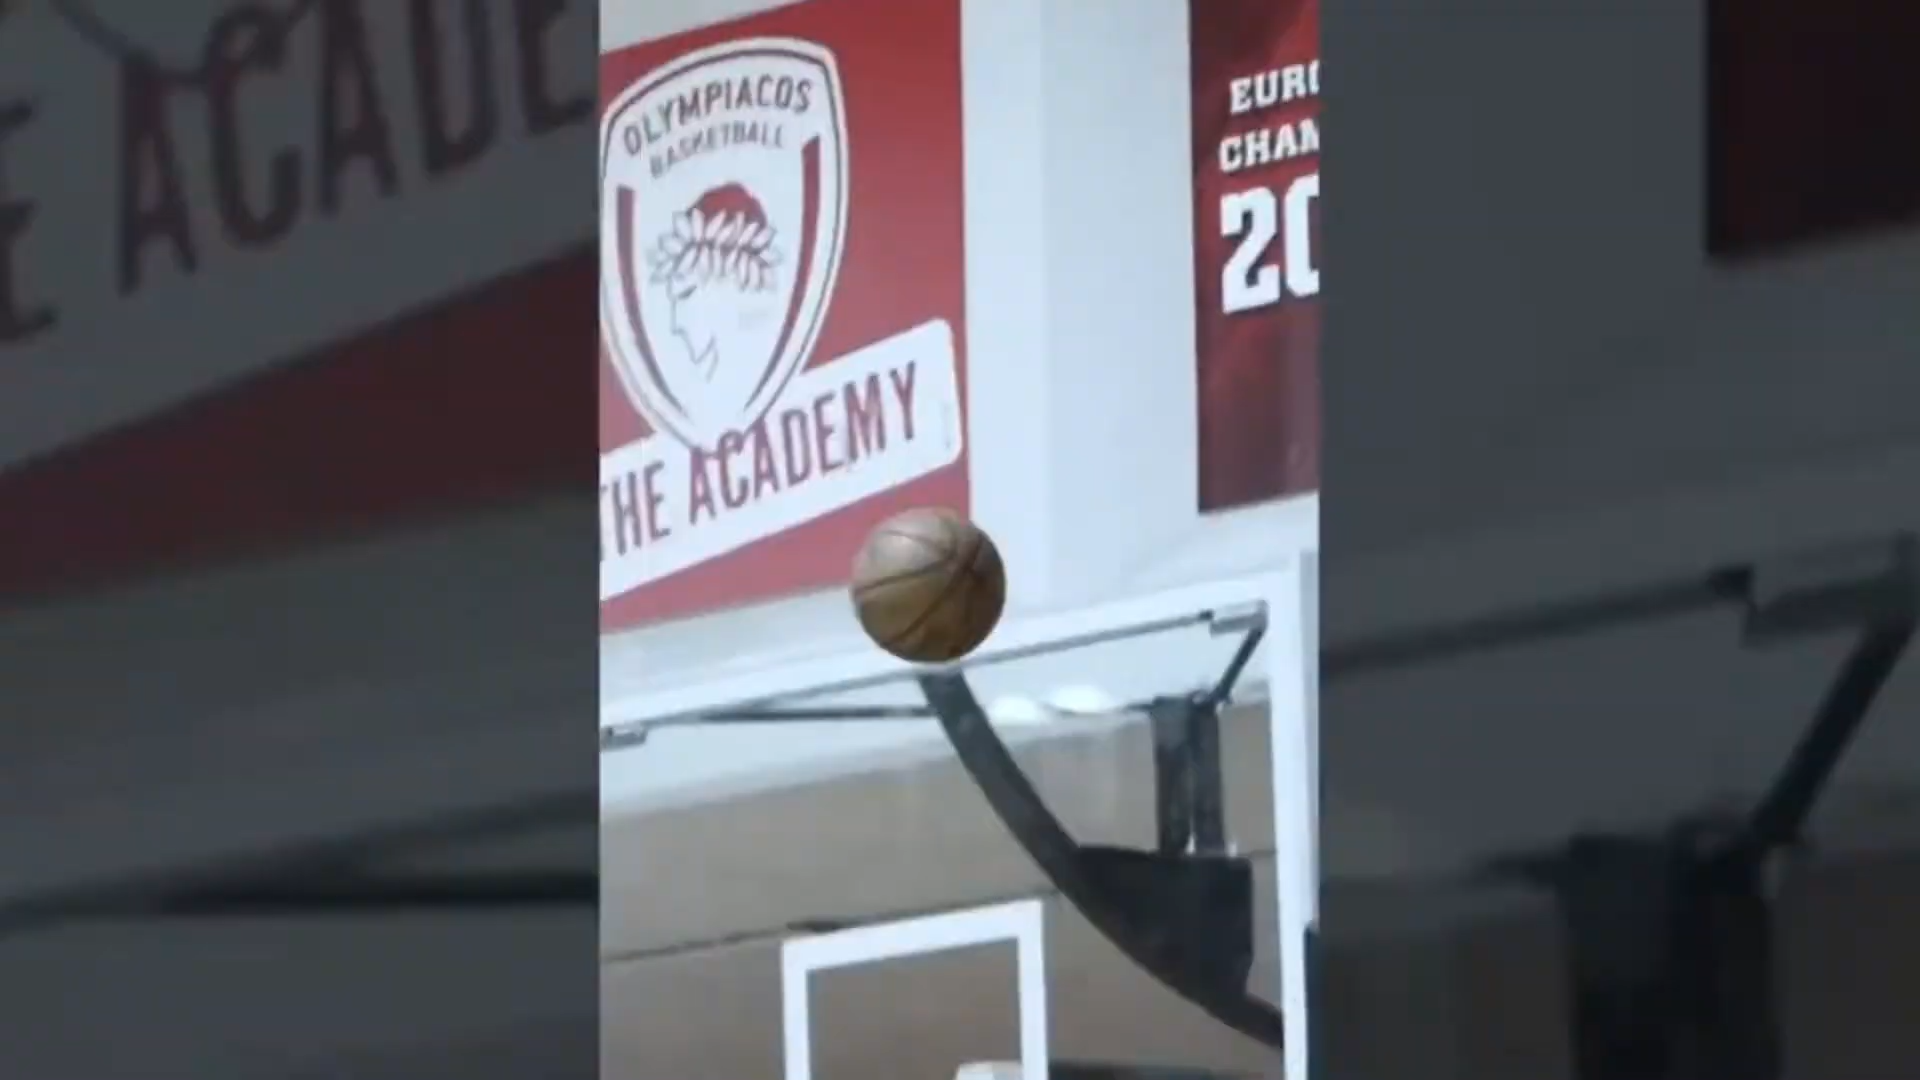 OLYMPIACOS
BASKETBALL
THE ACADEMY
EURO
CHAM
20